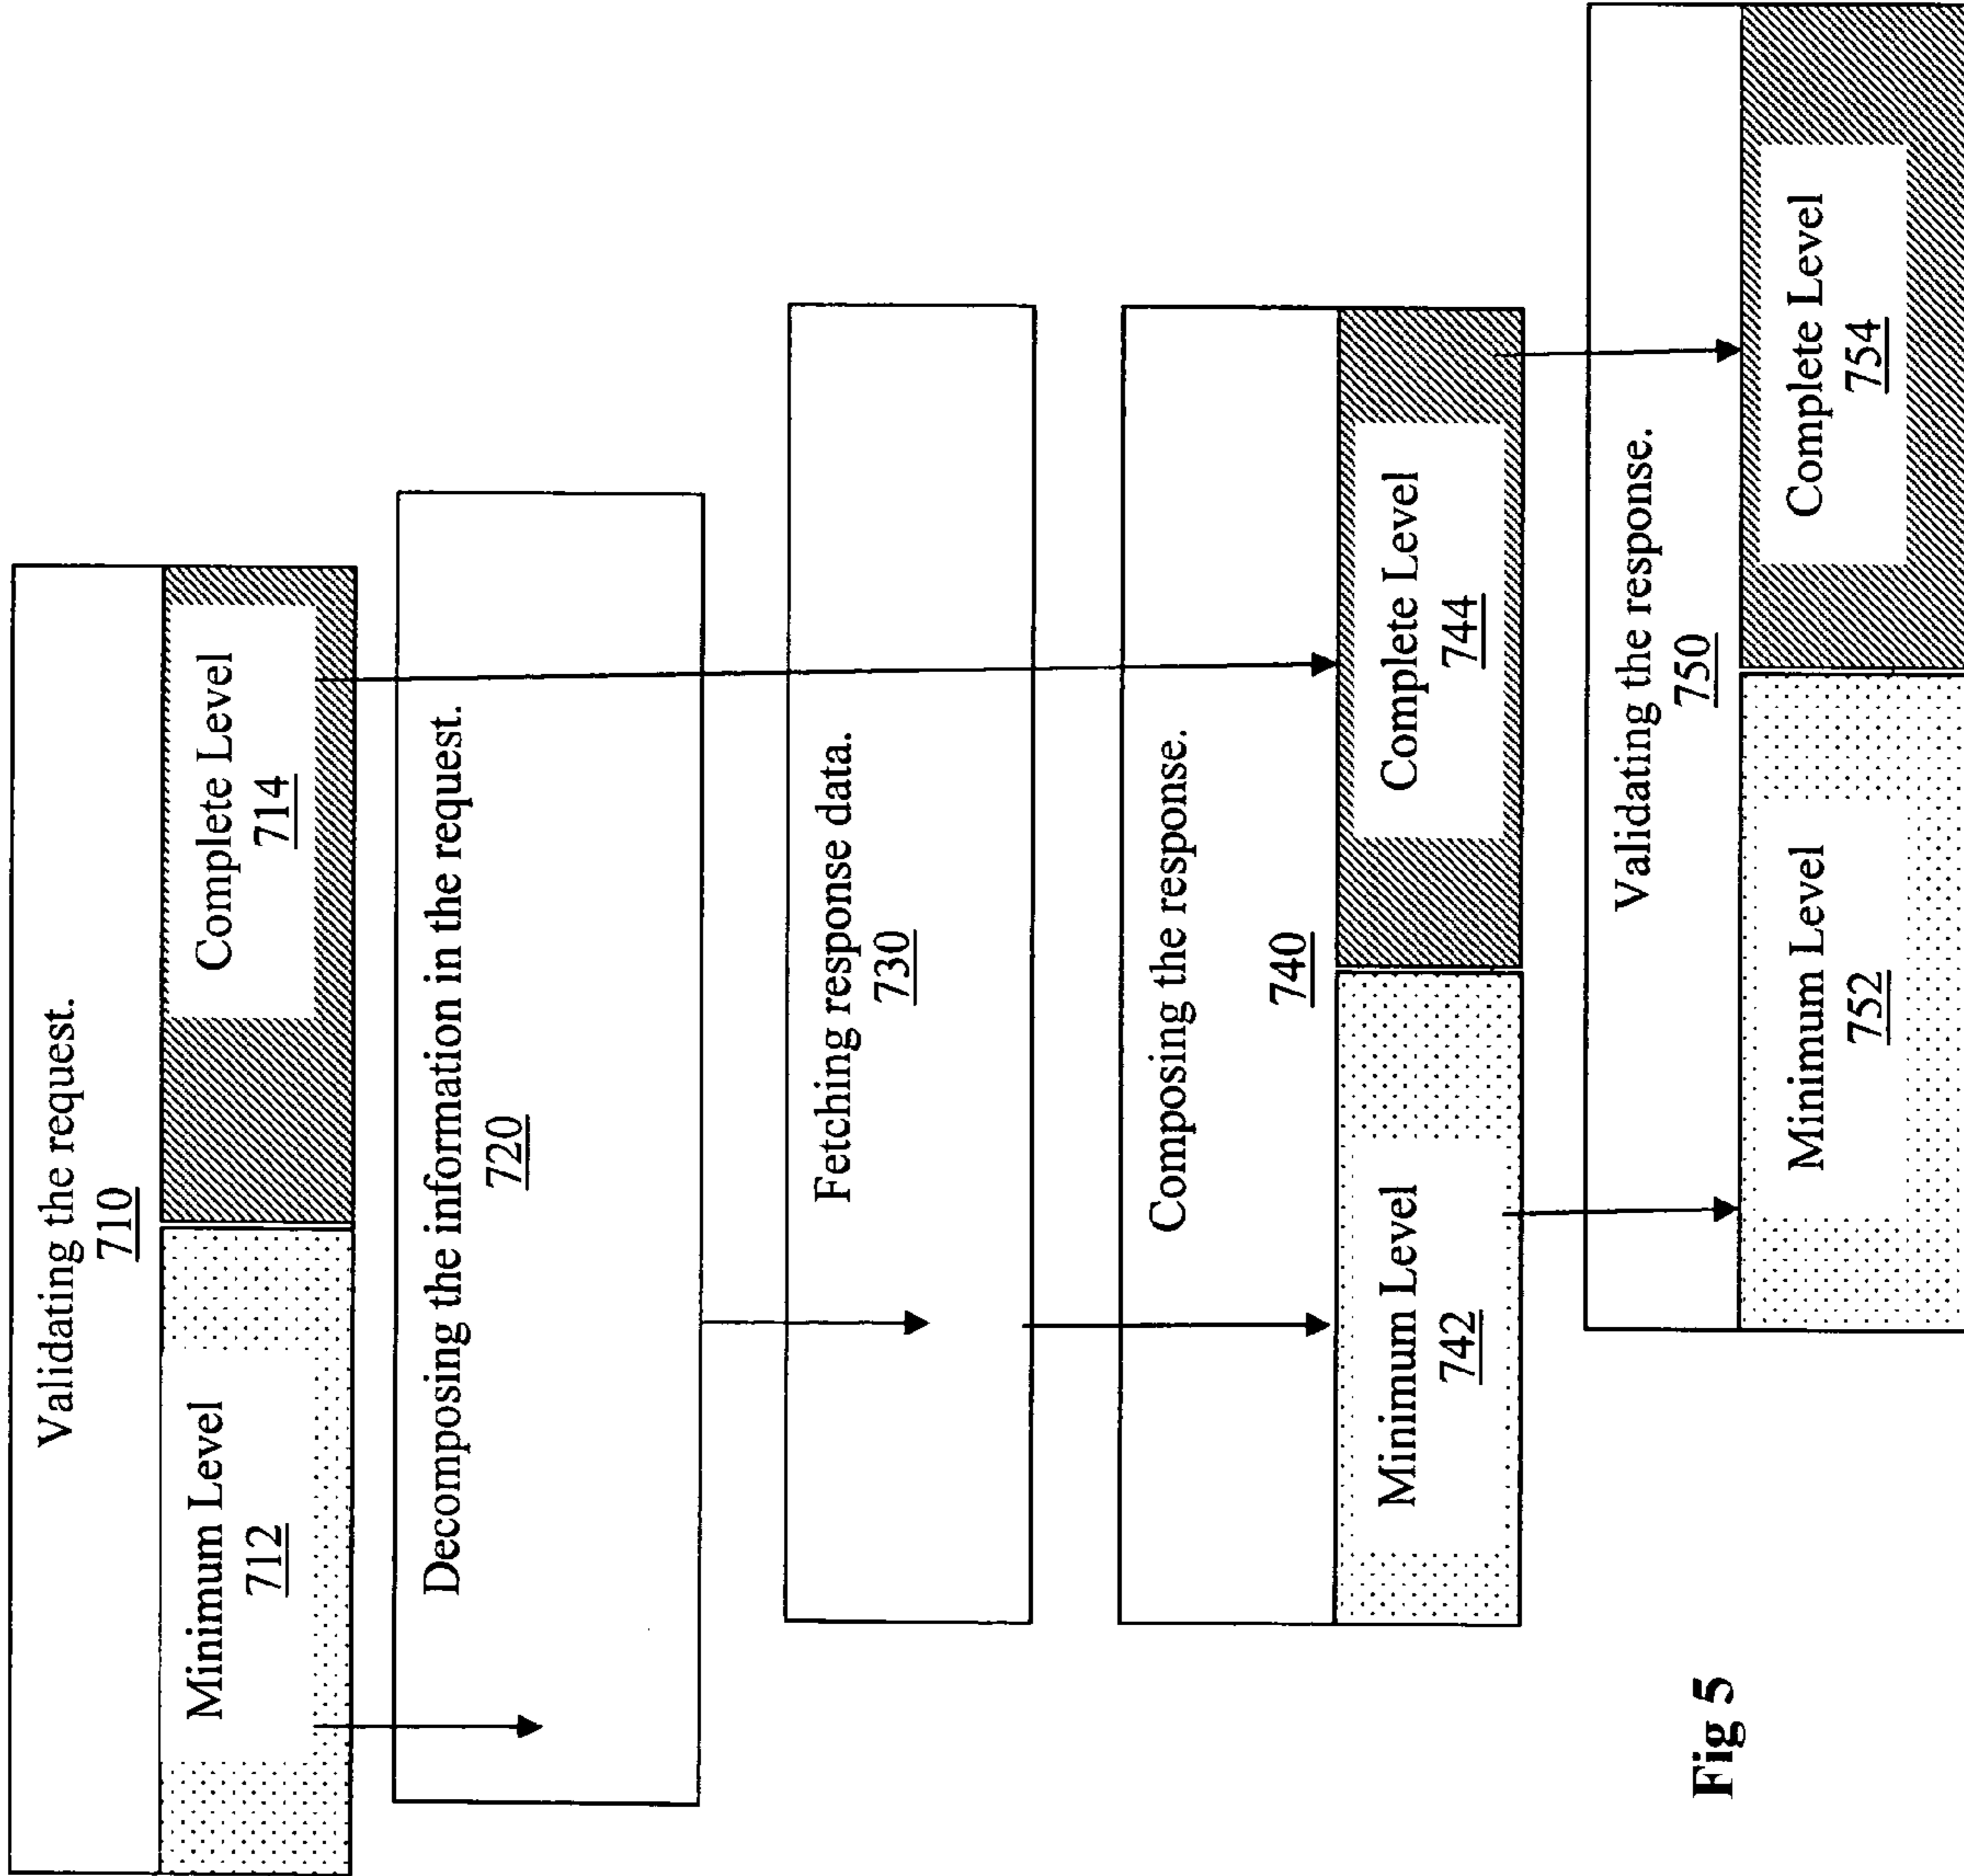 Validating the request.
710
Minimum Level
712
Complete Level
714
Decomposing the information in the request.
720
Fetching response data.
730
Composing the response.
740
Minimum Level
742
Complete Level
744
Validating the response.
750
Minimum Level
752
Complete Level
754
Fig 5